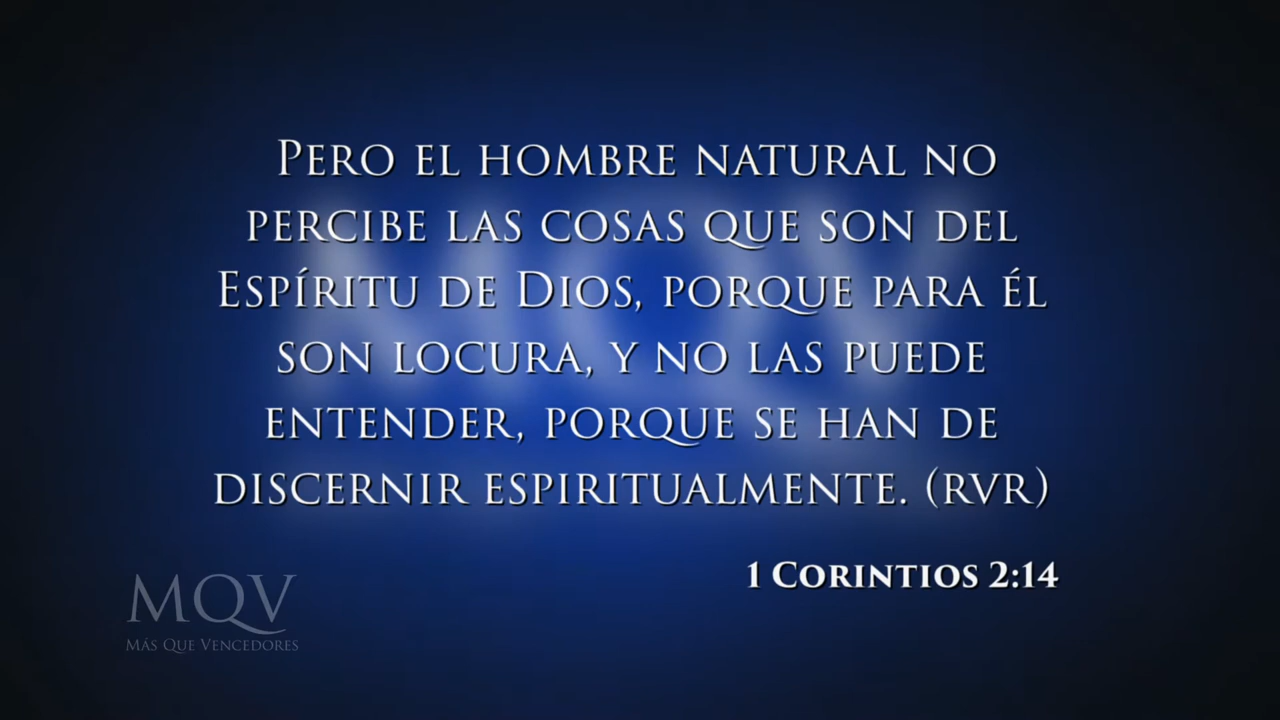 Pero el hombre natural no
percibe las cosas que son del
Espíritu de Dios, porque para él
son locura, y no las puede
entender, porque se han de
discernir espiritualmente. (rvr)
1 Corintios 2:14
MQV
Más Que Vencedores